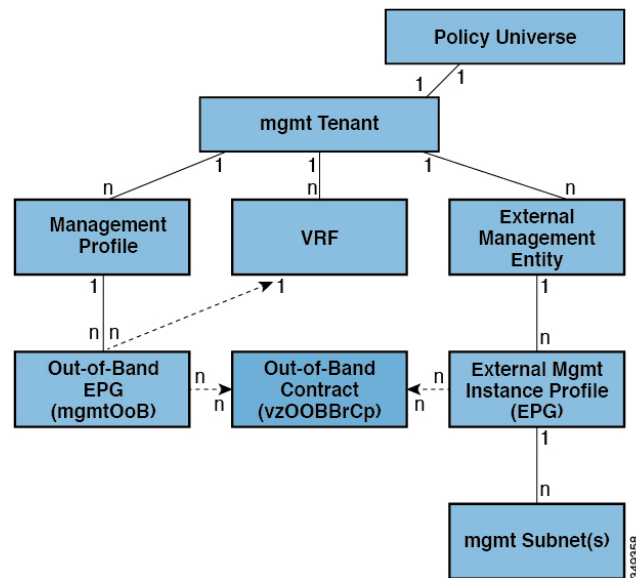 Policy Universe
1
1
mgmt Tenant
1
1
1
n
n
n
Management
Profile
VRF
External
Management
Entity
1
1
1
n
n
n
Out-of-Band
EPG
(mgmtOoB)
n
n
Out-of-Band
Contract
(vzOOBBrCp)
n
n
External Mgmt
Instance Profile
(EPG)
1
n
mgmt Subnet(s)
349358